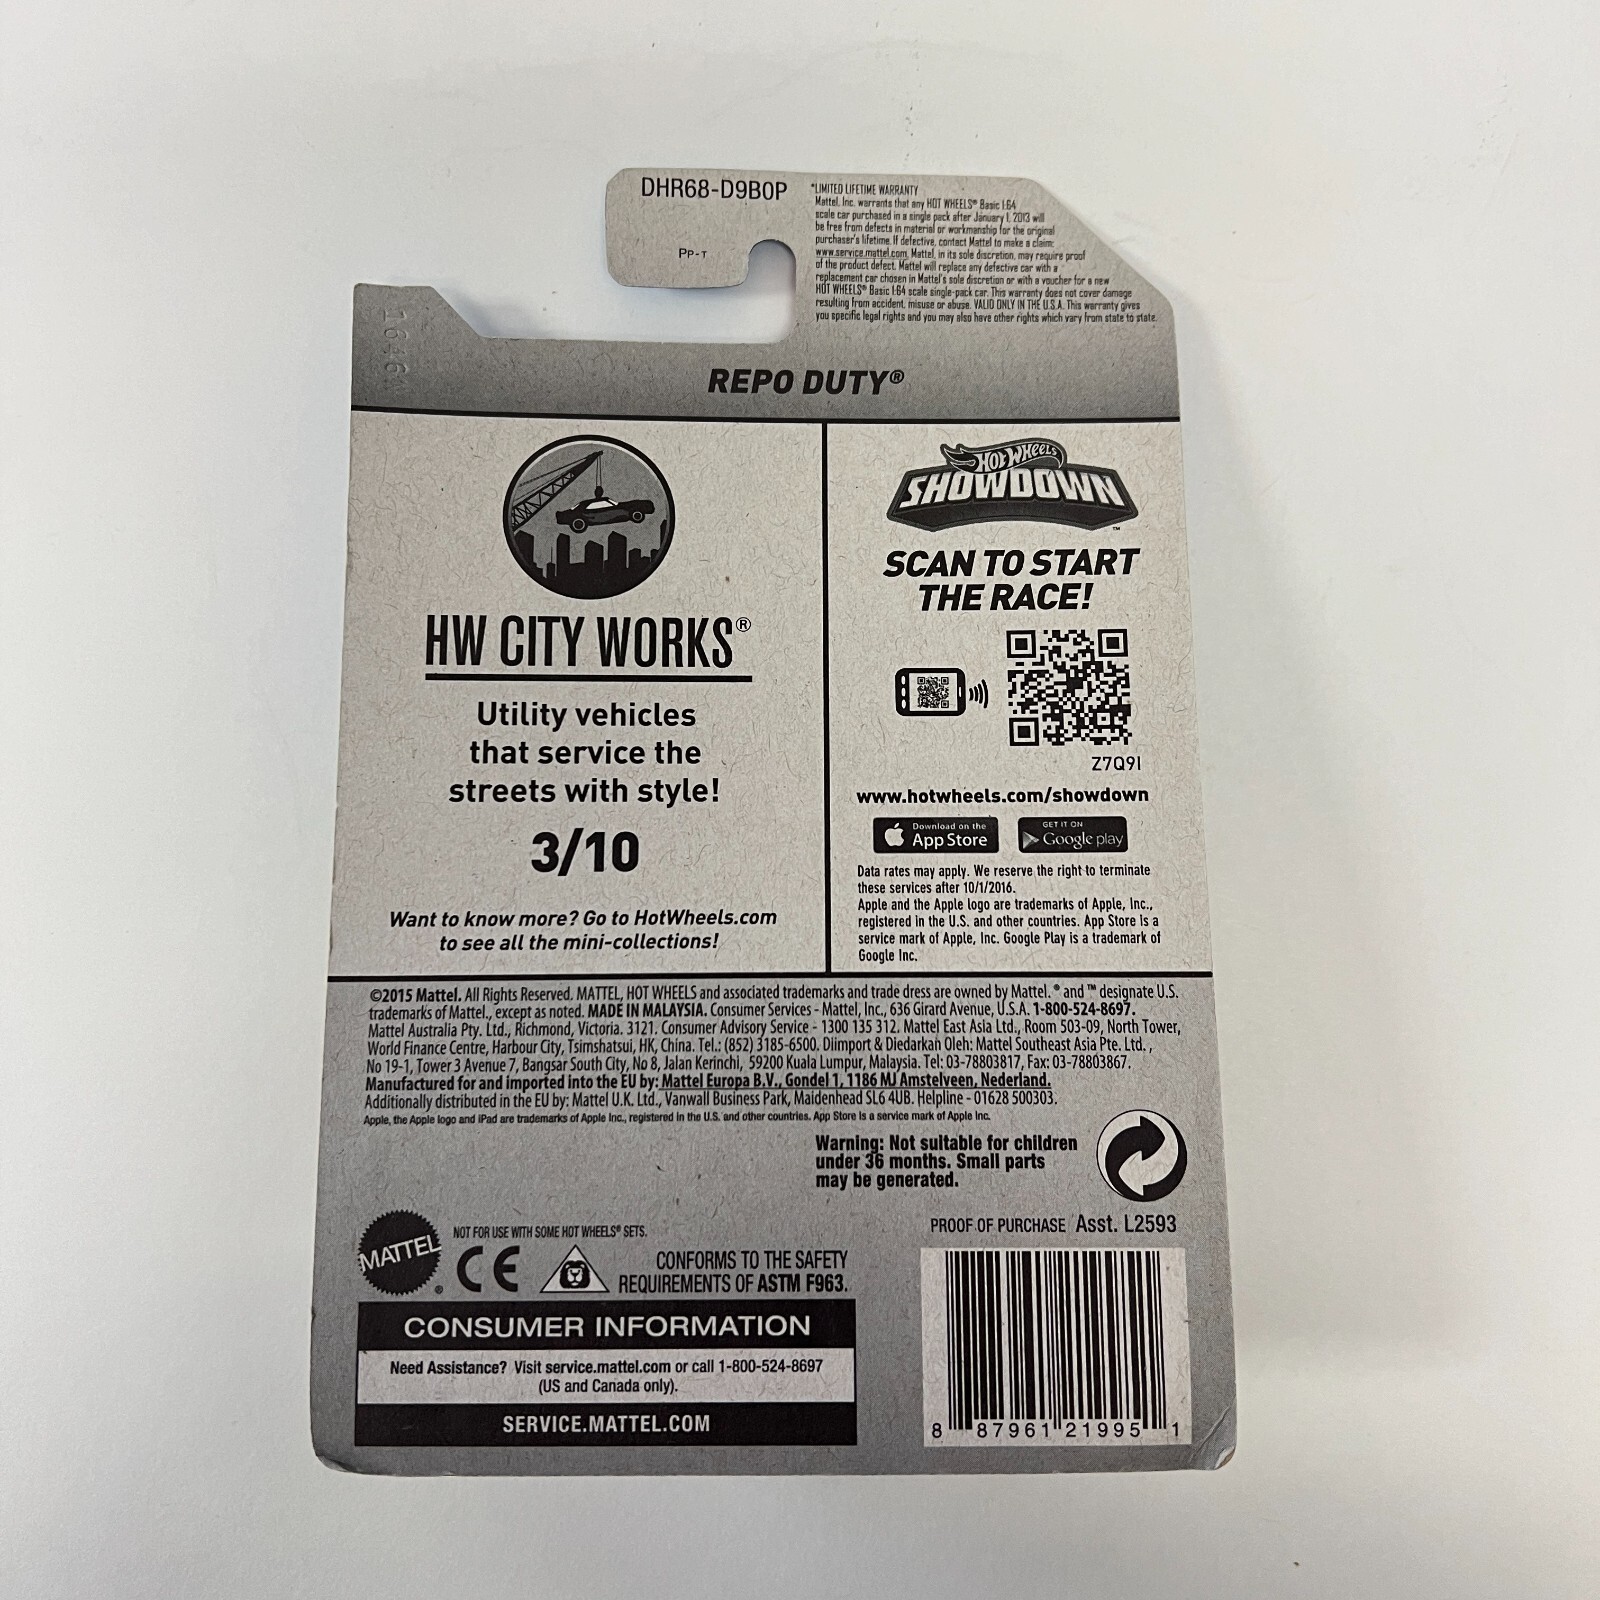 DHR68-D9B0P
PP-T
*LIMITED LIFETIME WARRANTY
Mattel, Inc. warrants that any HOT WHEELS® Basic 1:64
scale car purchased in a single pack after January 1, 2013 will
be free from defects in material or workmanship for the original
purchaser's lifetime. If defective, contact Mattel to make a claim:
www.service.mattel.com. Mattel, in its sole discretion, may require proof
of the product defect. Mattel will replace any defective car with a
replacement car chosen in Mattel's sole discretion or with a voucher for a new
HOT WHEELS® Basic 1:64 scale single-pack car. This warranty does not cover damage
resulting from accident, misuse or abuse. VALID ONLY IN THE U.S.A. This warranty gives
you specific legal rights and you may also have other rights which vary from state to state.
REPO DUTY®
HW CITY WORKS®
Utility vehicles
that service the
streets with style!
3/10
Want to know more? Go to HotWheels.com
to see all the mini-collections!
HOT WHEELS
SHOWDOWN™
SCAN TO START
THE RACE!
Z7Q9I
www.hotwheels.com/showdown
Download on the
App Store
GET IT ON
Google play
Data rates may apply. We reserve the right to terminate
these services after 10/1/2016.
Apple and the Apple logo are trademarks of Apple, Inc.,
registered in the U.S. and other countries. App Store is a
service mark of Apple, Inc. Google Play is a trademark of
Google Inc.
©2015 Mattel. All Rights Reserved. MATTEL, HOT WHEELS and associated trademarks and trade dress are owned by Mattel. ® and ™ designate U.S.
trademarks of Mattel., except as noted. MADE IN MALAYSIA. Consumer Services - Mattel, Inc., 636 Girard Avenue, U.S.A. 1-800-524-8697.
Mattel Australia Pty. Ltd., Richmond, Victoria. 3121. Consumer Advisory Service - 1300 135 312. Mattel East Asia Ltd., Room 503-09, North Tower,
World Finance Centre, Harbour City, Tsimshatsui, HK, China. Tel.: (852) 3185-6500. Diimport & Diedarkan Oleh: Mattel Southeast Asia Pte. Ltd.,
No 19-1, Tower 3 Avenue 7, Bangsar South City, No 8, Jalan Kerinchi, 59200 Kuala Lumpur, Malaysia. Tel: 03-78803817, Fax: 03-78803867.
Manufactured for and imported into the EU by: Mattel Europa B.V., Gondel 1, 1186 MJ Amstelveen, Nederland.
Additionally distributed in the EU by: Mattel U.K. Ltd., Vanwall Business Park, Maidenhead SL6 4UB. Helpline - 01628 500303.
Apple, the Apple logo and iPad are trademarks of Apple Inc., registered in the U.S. and other countries. App Store is a service mark of Apple Inc.
Warning: Not suitable for children
under 36 months. Small parts
may be generated.
MATTEL®
NOT FOR USE WITH SOME HOT WHEELS® SETS.
CE
CONFORMS TO THE SAFETY
REQUIREMENTS OF ASTM F963.
PROOF OF PURCHASE Asst. L2593
CONSUMER INFORMATION
Need Assistance? Visit service.mattel.com or call 1-800-524-8697
(US and Canada only).
SERVICE.MATTEL.COM
8 87961 21995 1